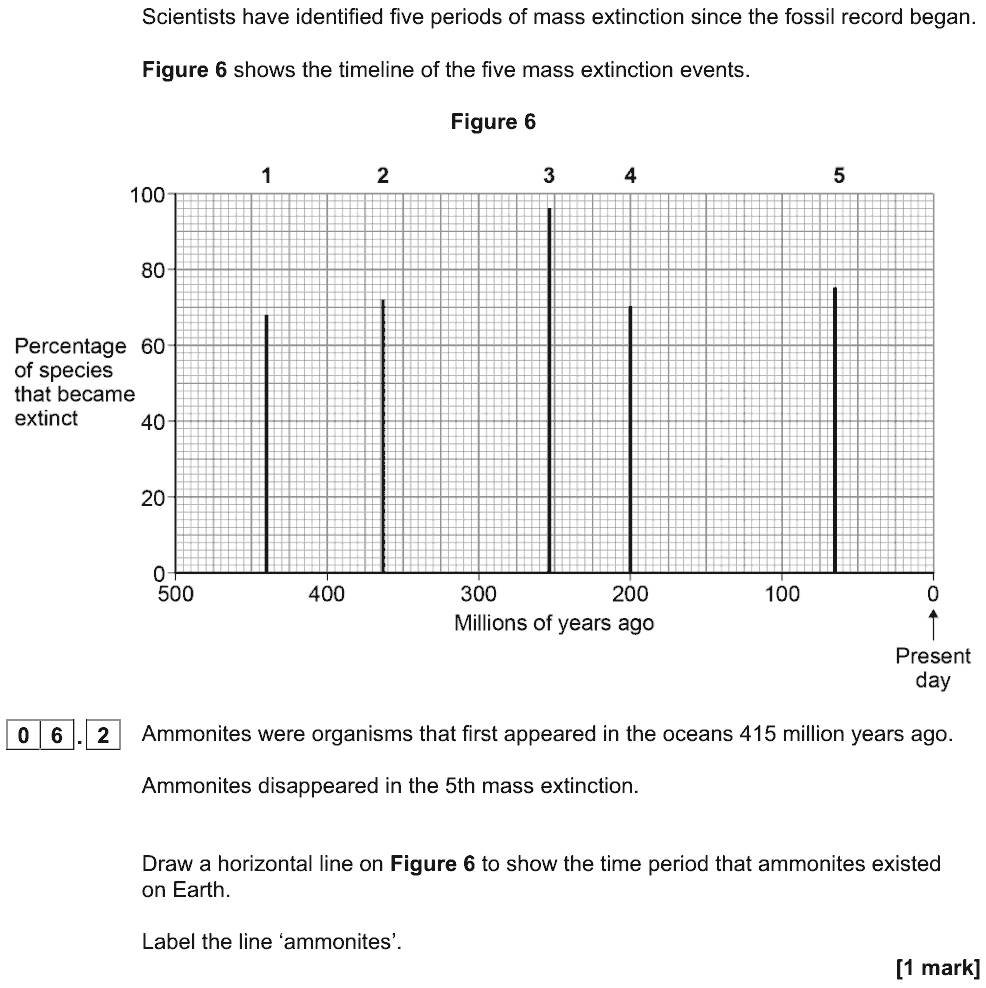 Scientists have identified five periods of mass extinction since the fossil record began.
Figure 6 shows the timeline of the five mass extinction events.
Figure 6
1 2 3 4 5
100
80
60
40
20
0
Percentage
of species
that became
extinct
500 400 300 200 100 0
Millions of years ago
Present
day
0 6 . 2 Ammonites were organisms that first appeared in the oceans 415 million years ago.
Ammonites disappeared in the 5th mass extinction.
Draw a horizontal line on Figure 6 to show the time period that ammonites existed
on Earth.
Label the line ‘ammonites’.
[1 mark]